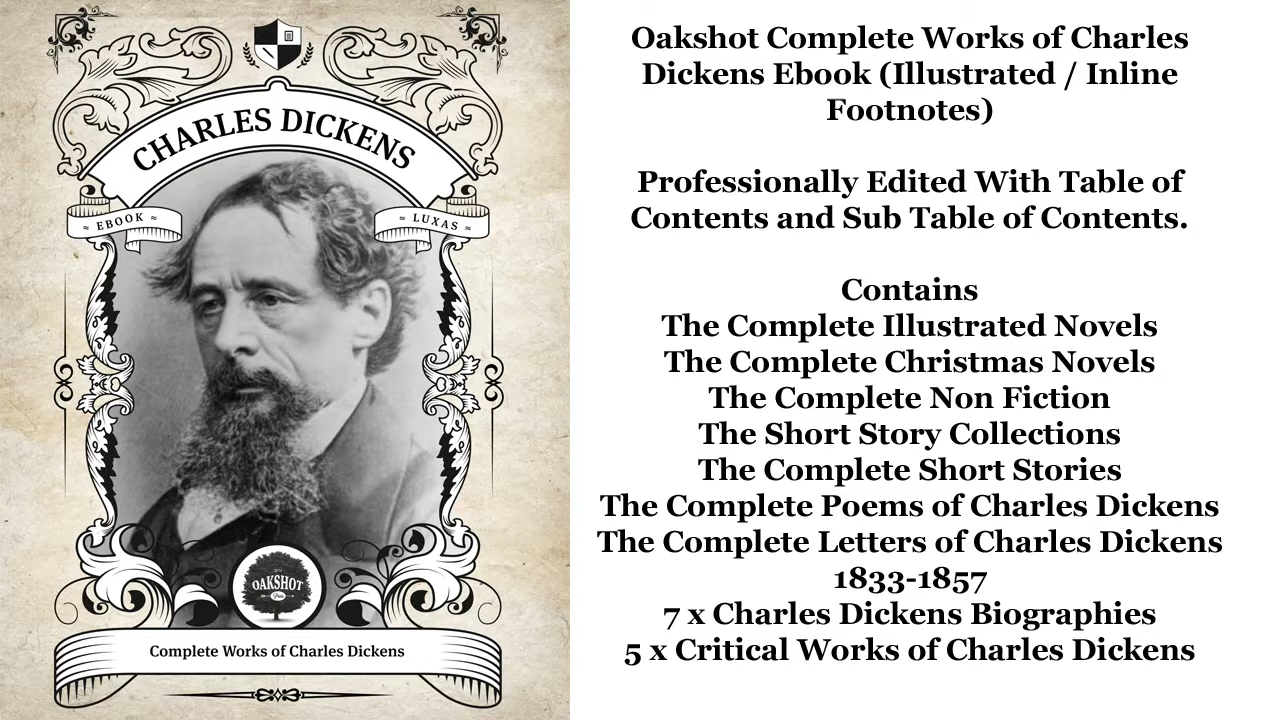 CHARLES DICKENS
≈ EBOOK ≈
≈ LUXAS ≈
OAKSHOT
Press
Complete Works of Charles Dickens
Oakshot Complete Works of Charles
Dickens Ebook (Illustrated / Inline
Footnotes)
Professionally Edited With Table of
Contents and Sub Table of Contents.
Contains
The Complete Illustrated Novels
The Complete Christmas Novels
The Complete Non Fiction
The Short Story Collections
The Complete Short Stories
The Complete Poems of Charles Dickens
The Complete Letters of Charles Dickens
1833-1857
7 x Charles Dickens Biographies
5 x Critical Works of Charles Dickens